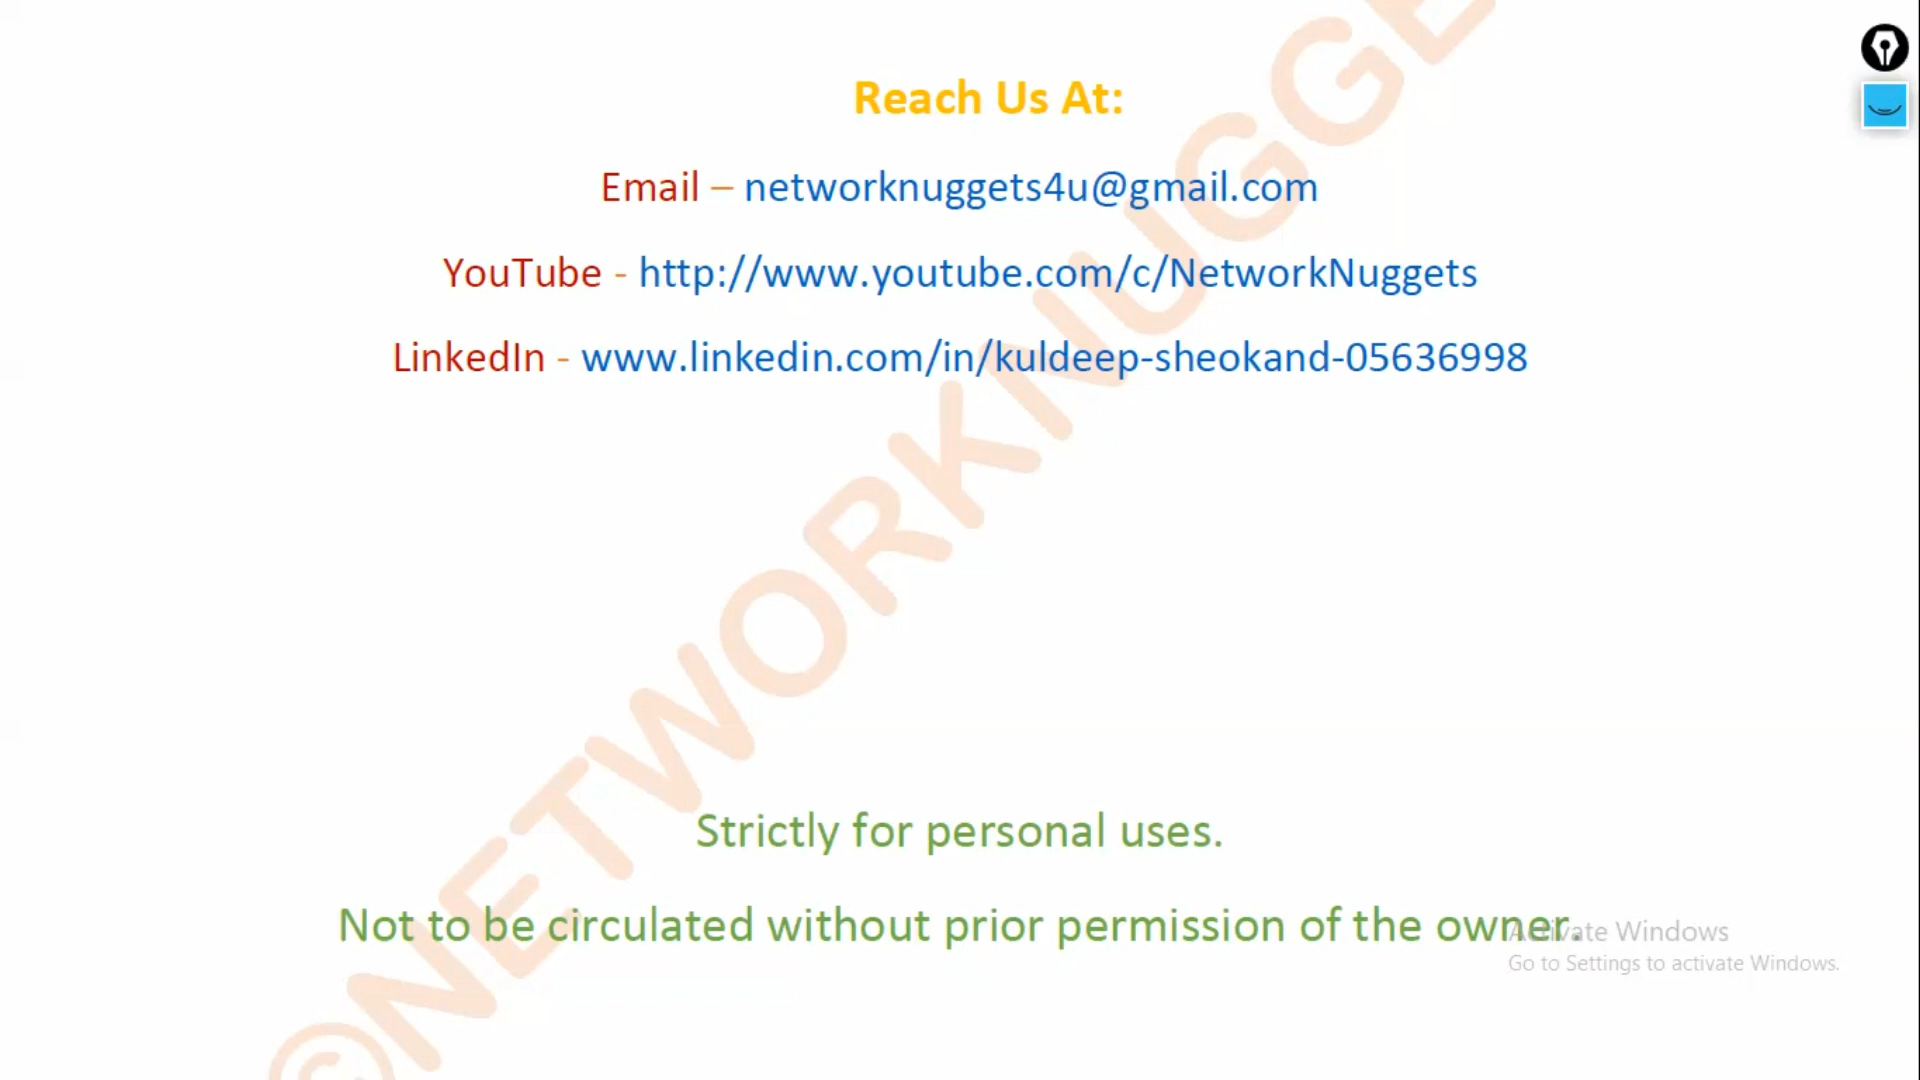 Reach Us At:
Email – networknuggets4u@gmail.com
YouTube - http://www.youtube.com/c/NetworkNuggets
LinkedIn - www.linkedin.com/in/kuldeep-sheokand-05636998
©NETWORKNUGGE
Strictly for personal uses.
Not to be circulated without prior permission of the owner.
Activate Windows
Go to Settings to activate Windows.